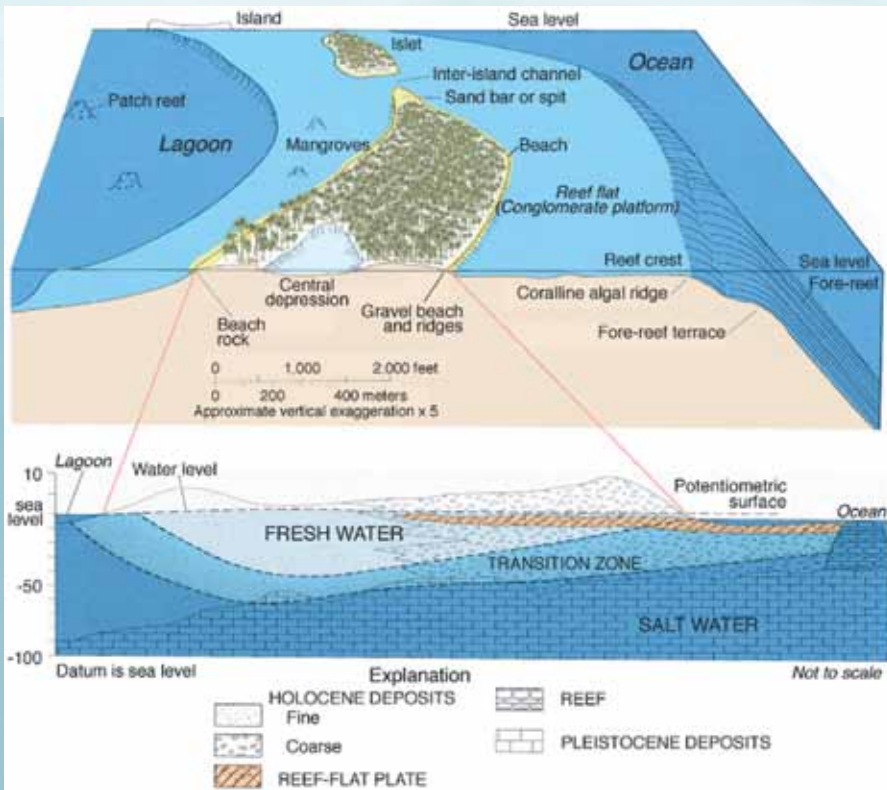 Island
Sea level
Islet
Ocean
Inter-island channel
Patch reef
Sand bar or spit
Lagoon
Mangroves
Beach
Reef flat
(Conglomerate platform)
Reef crest
Sea level
Fore-reef
Central
depression
Coralline algal ridge
Beach
rock
Gravel beach
and ridges
Fore-reef terrace
0 1,000 2,000 feet
0 200 400 meters
Approximate vertical exaggeration x 5
Lagoon
Water level
10
Potentiometric
surface
sea
level
Ocean
FRESH WATER
TRANSITION ZONE
-50
SALT WATER
-100
Datum is sea level
Explanation
Not to scale
HOLOCENE DEPOSITS
Fine
Coarse
REEF-FLAT PLATE
REEF
PLEISTOCENE DEPOSITS